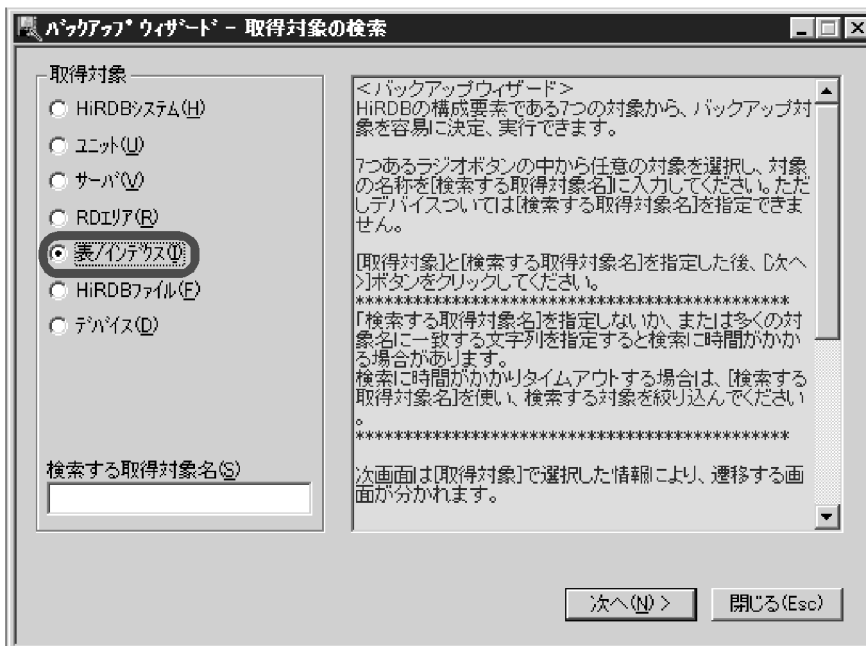 バックアップ ウィザード - 取得対象の検索
取得対象
HiRDBシステム(H)
ユニット(U)
サーバ(V)
RDエリア(R)
表/インデクス(I)
HiRDBファイル(F)
デバイス(D)
検索する取得対象名(S)
<バックアップウィザード>
HiRDBの構成要素である7つの対象から、バックアップ対
象を容易に決定、実行できます。
7つあるラジオボタンの中から任意の対象を選択し、対象
の名称を[検索する取得対象名]に入力してください。ただ
しデバイスついては[検索する取得対象名]を指定できま
せん。
[取得対象]と[検索する取得対象名]を指定した後、[次へ
>]ボタンをクリックしてください。
************************************************
「検索する取得対象名]を指定しないか、または多くの対
象名に一致する文字列を指定すると検索に時間がかか
る場合があります。
検索に時間がかかりタイムアウトする場合は、[検索する
取得対象名]を使い、検索する対象を絞り込んでください
。
************************************************
次画面は[取得対象]で選択した情報により、遷移する画
面が分かれます。
次へ(N) >
閉じる(Esc)